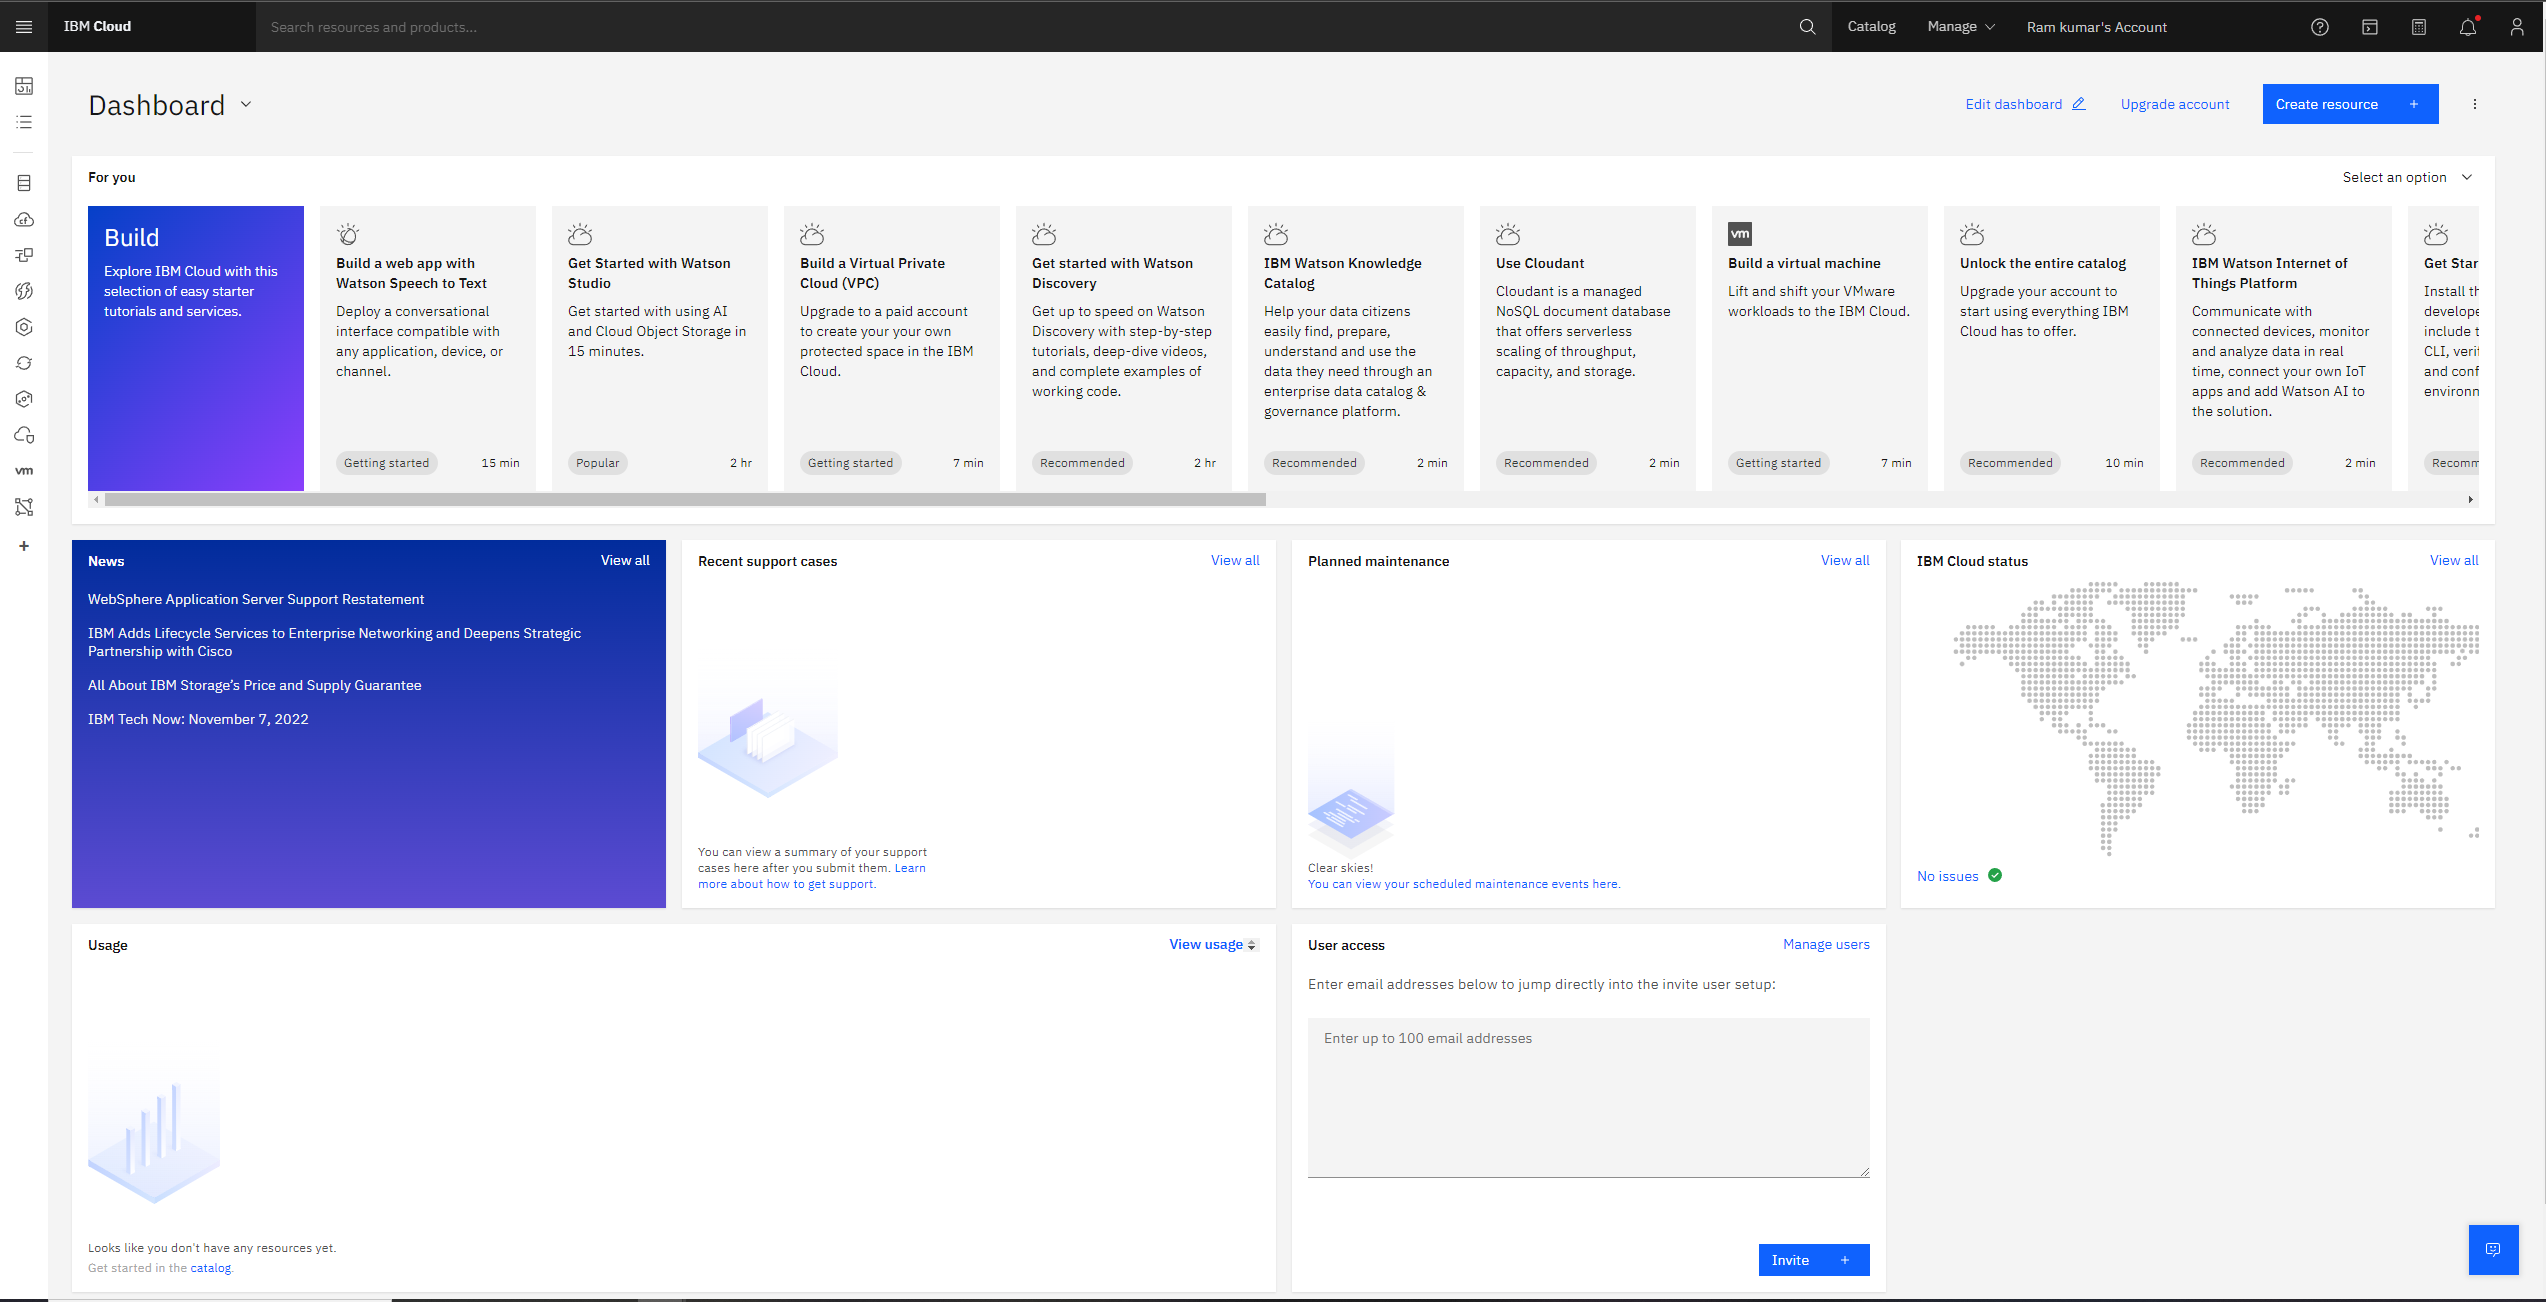 IBM Cloud
Search resources and products...
Catalog
Manage
Ram kumar's Account
Dashboard
Edit dashboard
Upgrade account
Create resource +
For you
Select an option
Build
Explore IBM Cloud with this
selection of easy starter
tutorials and services.
Build a web app with
Watson Speech to Text
Deploy a conversational
interface compatible with
any application, device, or
channel.
Getting started
15 min
Get Started with Watson
Studio
Get started with using AI
and Cloud Object Storage in
15 minutes.
Popular
2 hr
Build a Virtual Private
Cloud (VPC)
Upgrade to a paid account
to create your your own
protected space in the IBM
Cloud.
Getting started
7 min
Get started with Watson
Discovery
Get up to speed on Watson
Discovery with step-by-step
tutorials, deep-dive videos,
and complete examples of
working code.
Recommended
2 hr
IBM Watson Knowledge
Catalog
Help your data citizens
easily find, prepare,
understand and use the
data they need through an
enterprise data catalog &
governance platform.
Recommended
2 min
Use Cloudant
Cloudant is a managed
NoSQL document database
that offers serverless
scaling of throughput,
capacity, and storage.
Recommended
2 min
vm
Build a virtual machine
Lift and shift your VMware
workloads to the IBM Cloud.
Getting started
7 min
Unlock the entire catalog
Upgrade your account to
start using everything IBM
Cloud has to offer.
Recommended
10 min
IBM Watson Internet of
Things Platform
Communicate with
connected devices, monitor
and analyze data in real
time, connect your own IoT
apps and add Watson AI to
the solution.
Recommended
2 min
Get Star
Install th
develope
include t
CLI, verif
and conf
environn
Recomm
cf
vm
News
View all
WebSphere Application Server Support Restatement
IBM Adds Lifecycle Services to Enterprise Networking and Deepens Strategic
Partnership with Cisco
All About IBM Storage’s Price and Supply Guarantee
IBM Tech Now: November 7, 2022
Recent support cases
View all
You can view a summary of your support
cases here after you submit them. Learn
more about how to get support.
Planned maintenance
View all
Clear skies!
You can view your scheduled maintenance events here.
IBM Cloud status
View all
No issues
Usage
View usage
Looks like you don't have any resources yet.
Get started in the catalog.
User access
Manage users
Enter email addresses below to jump directly into the invite user setup:
Enter up to 100 email addresses
Invite +